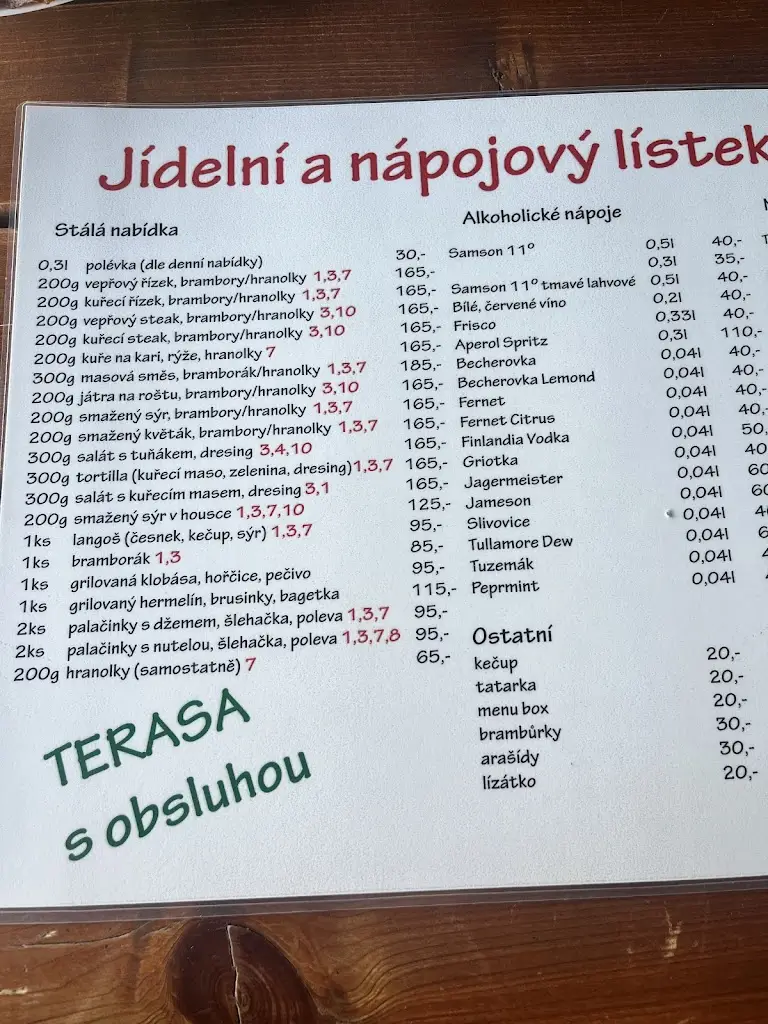 Jídelní a nápojový lístek
Stálá nabídka
0,3l polévka (dle denní nabídky) 30,-
200g vepřový řízek, brambory/hranolky 1,3,7 165,-
200g kuřecí řízek, brambory/hranolky 1,3,7 165,-
200g vepřový steak, brambory/hranolky 3,10 165,-
200g kuřecí steak, brambory/hranolky 3,10 165,-
200g kuře na kari, rýže, hranolky 7 165,-
300g masová směs, bramborák/hranolky 1,3,7 185,-
200g játra na roštu, brambory/hranolky 3,10 165,-
200g smažený sýr, brambory/hranolky 1,3,7 165,-
200g smažený květák, brambory/hranolky 1,3,7 165,-
300g salát s tuňákem, dresing 3,4,10 165,-
300g tortilla (kuřecí maso, zelenina, dresing)1,3,7 165,-
300g salát s kuřecím masem, dresing 3,1 165,-
200g smažený sýr v housce 1,3,7,10 125,-
1ks langoš (česnek, kečup, sýr) 1,3,7 95,-
1ks bramborák 1,3 85,-
1ks grilovaná klobása, hořčice, pečivo 95,-
1ks grilovaný hermelín, brusinky, bagetka 115,-
2ks palačinky s džemem, šlehačka, poleva 1,3,7 95,-
2ks palačinky s nutelou, šlehačka, poleva 1,3,7,8 95,-
200g hranolky (samostatně) 7 65,-
TERASA
s obsluhou
Alkoholické nápoje
Samson 11° 0,5l 40,-
0,3l 35,-
Samson 11° tmavé lahvové 0,5l 40,-
Bílé, červené víno 0,2l 40,-
Frisco 0,33l 40,-
Aperol Spritz 0,3l 110,-
Becherovka 0,04l 40,-
Becherovka Lemond 0,04l 40,-
Fernet 0,04l 40,-
Fernet Citrus 0,04l 40,-
Finlandia Vodka 0,04l 50,
Griotka 0,04l 40
Jagermeister 0,04l 60
Jameson 0,04l 60
Slivovice 0,04l
Tullamore Dew 0,04l
Tuzemák 0,04l
Peprmint 0,04l
Ostatní
kečup 20,-
tatarka 20,-
menu box 20,-
brambůrky 30,-
arašídy 30,-
lízátko 20,-